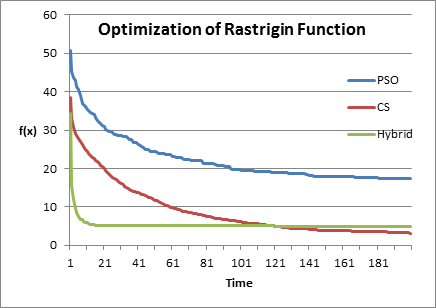 Optimization of Rastrigin Function
60
50
40
30
20
10
0
f(x)
PSO
CS
Hybrid
1 21 41 61 81 101 121 141 161 181
Time